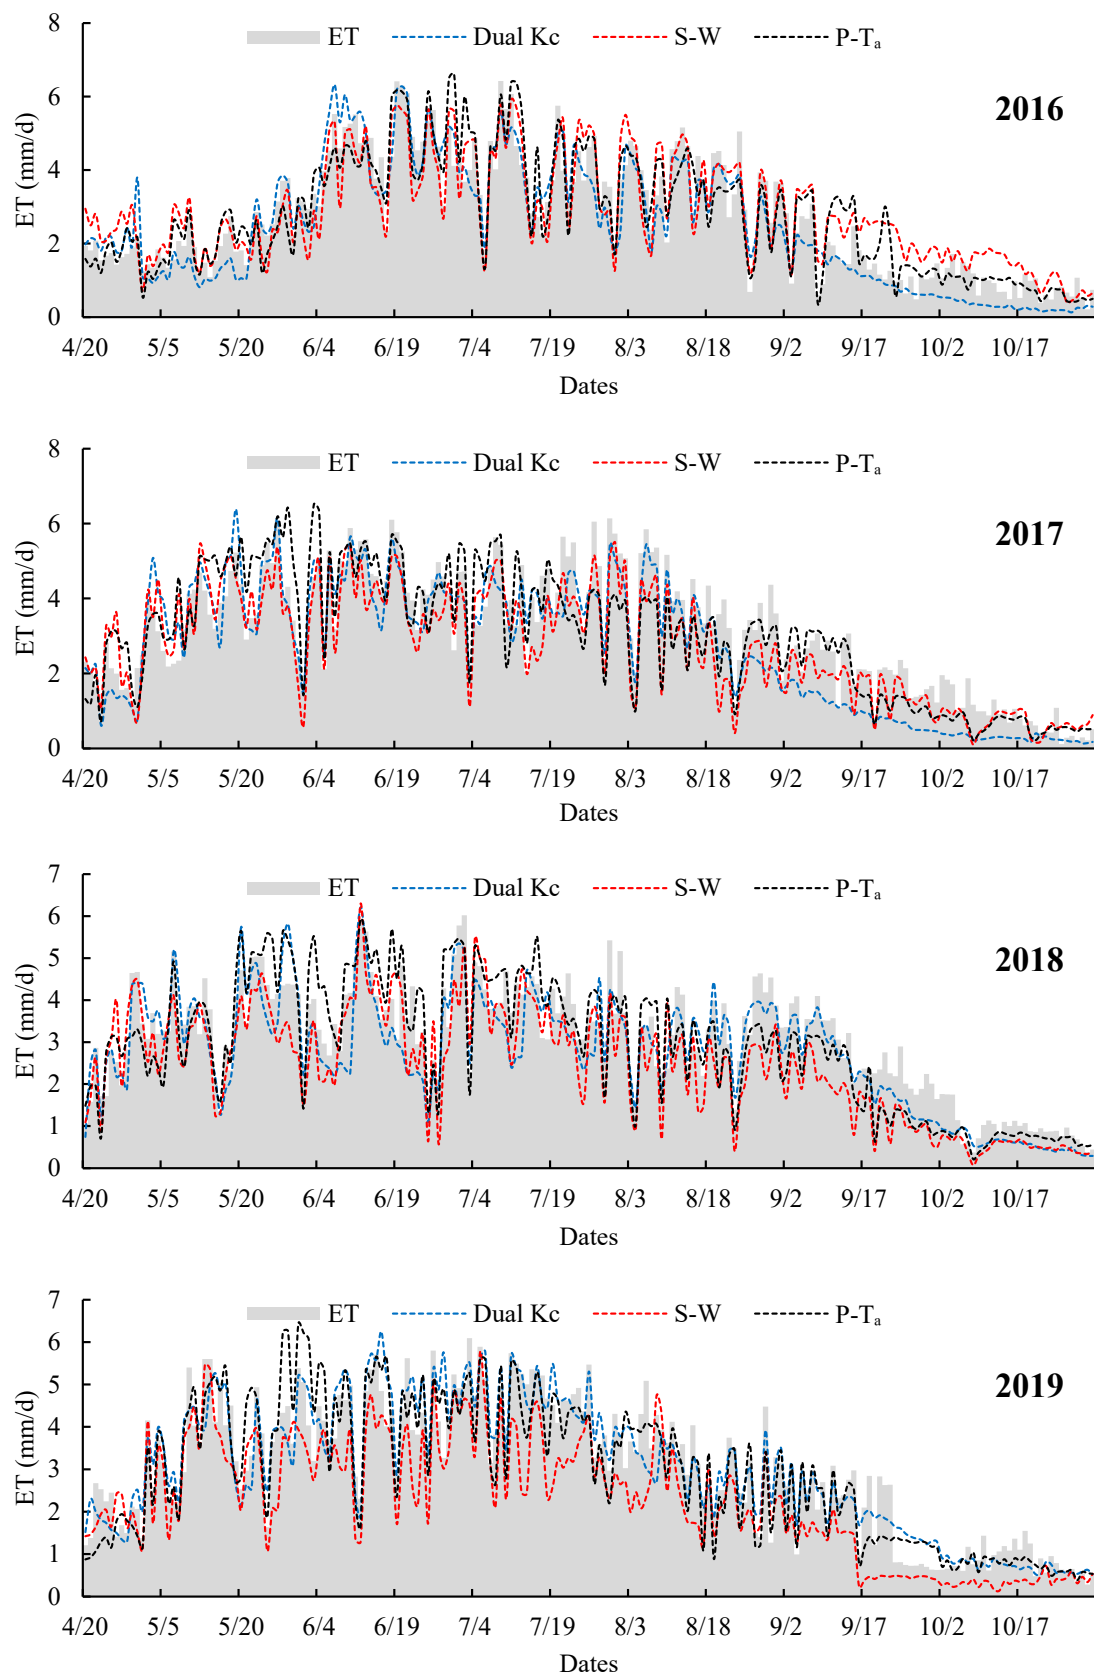 8
6
4
2
0
ET (mm/d)
ET Dual Kc S-W P-Tₐ
2016
4/20 5/5 5/20 6/4 6/19 7/4 7/19 8/3 8/18 9/2 9/17 10/2 10/17
Dates
8
6
4
2
0
ET (mm/d)
ET Dual Kc S-W P-Tₐ
2017
4/20 5/5 5/20 6/4 6/19 7/4 7/19 8/3 8/18 9/2 9/17 10/2 10/17
Dates
7
6
5
4
3
2
1
0
ET (mm/d)
ET Dual Kc S-W P-Tₐ
2018
4/20 5/5 5/20 6/4 6/19 7/4 7/19 8/3 8/18 9/2 9/17 10/2 10/17
Dates
7
6
5
4
3
2
1
0
ET (mm/d)
ET Dual Kc S-W P-Tₐ
2019
4/20 5/5 5/20 6/4 6/19 7/4 7/19 8/3 8/18 9/2 9/17 10/2 10/17
Dates